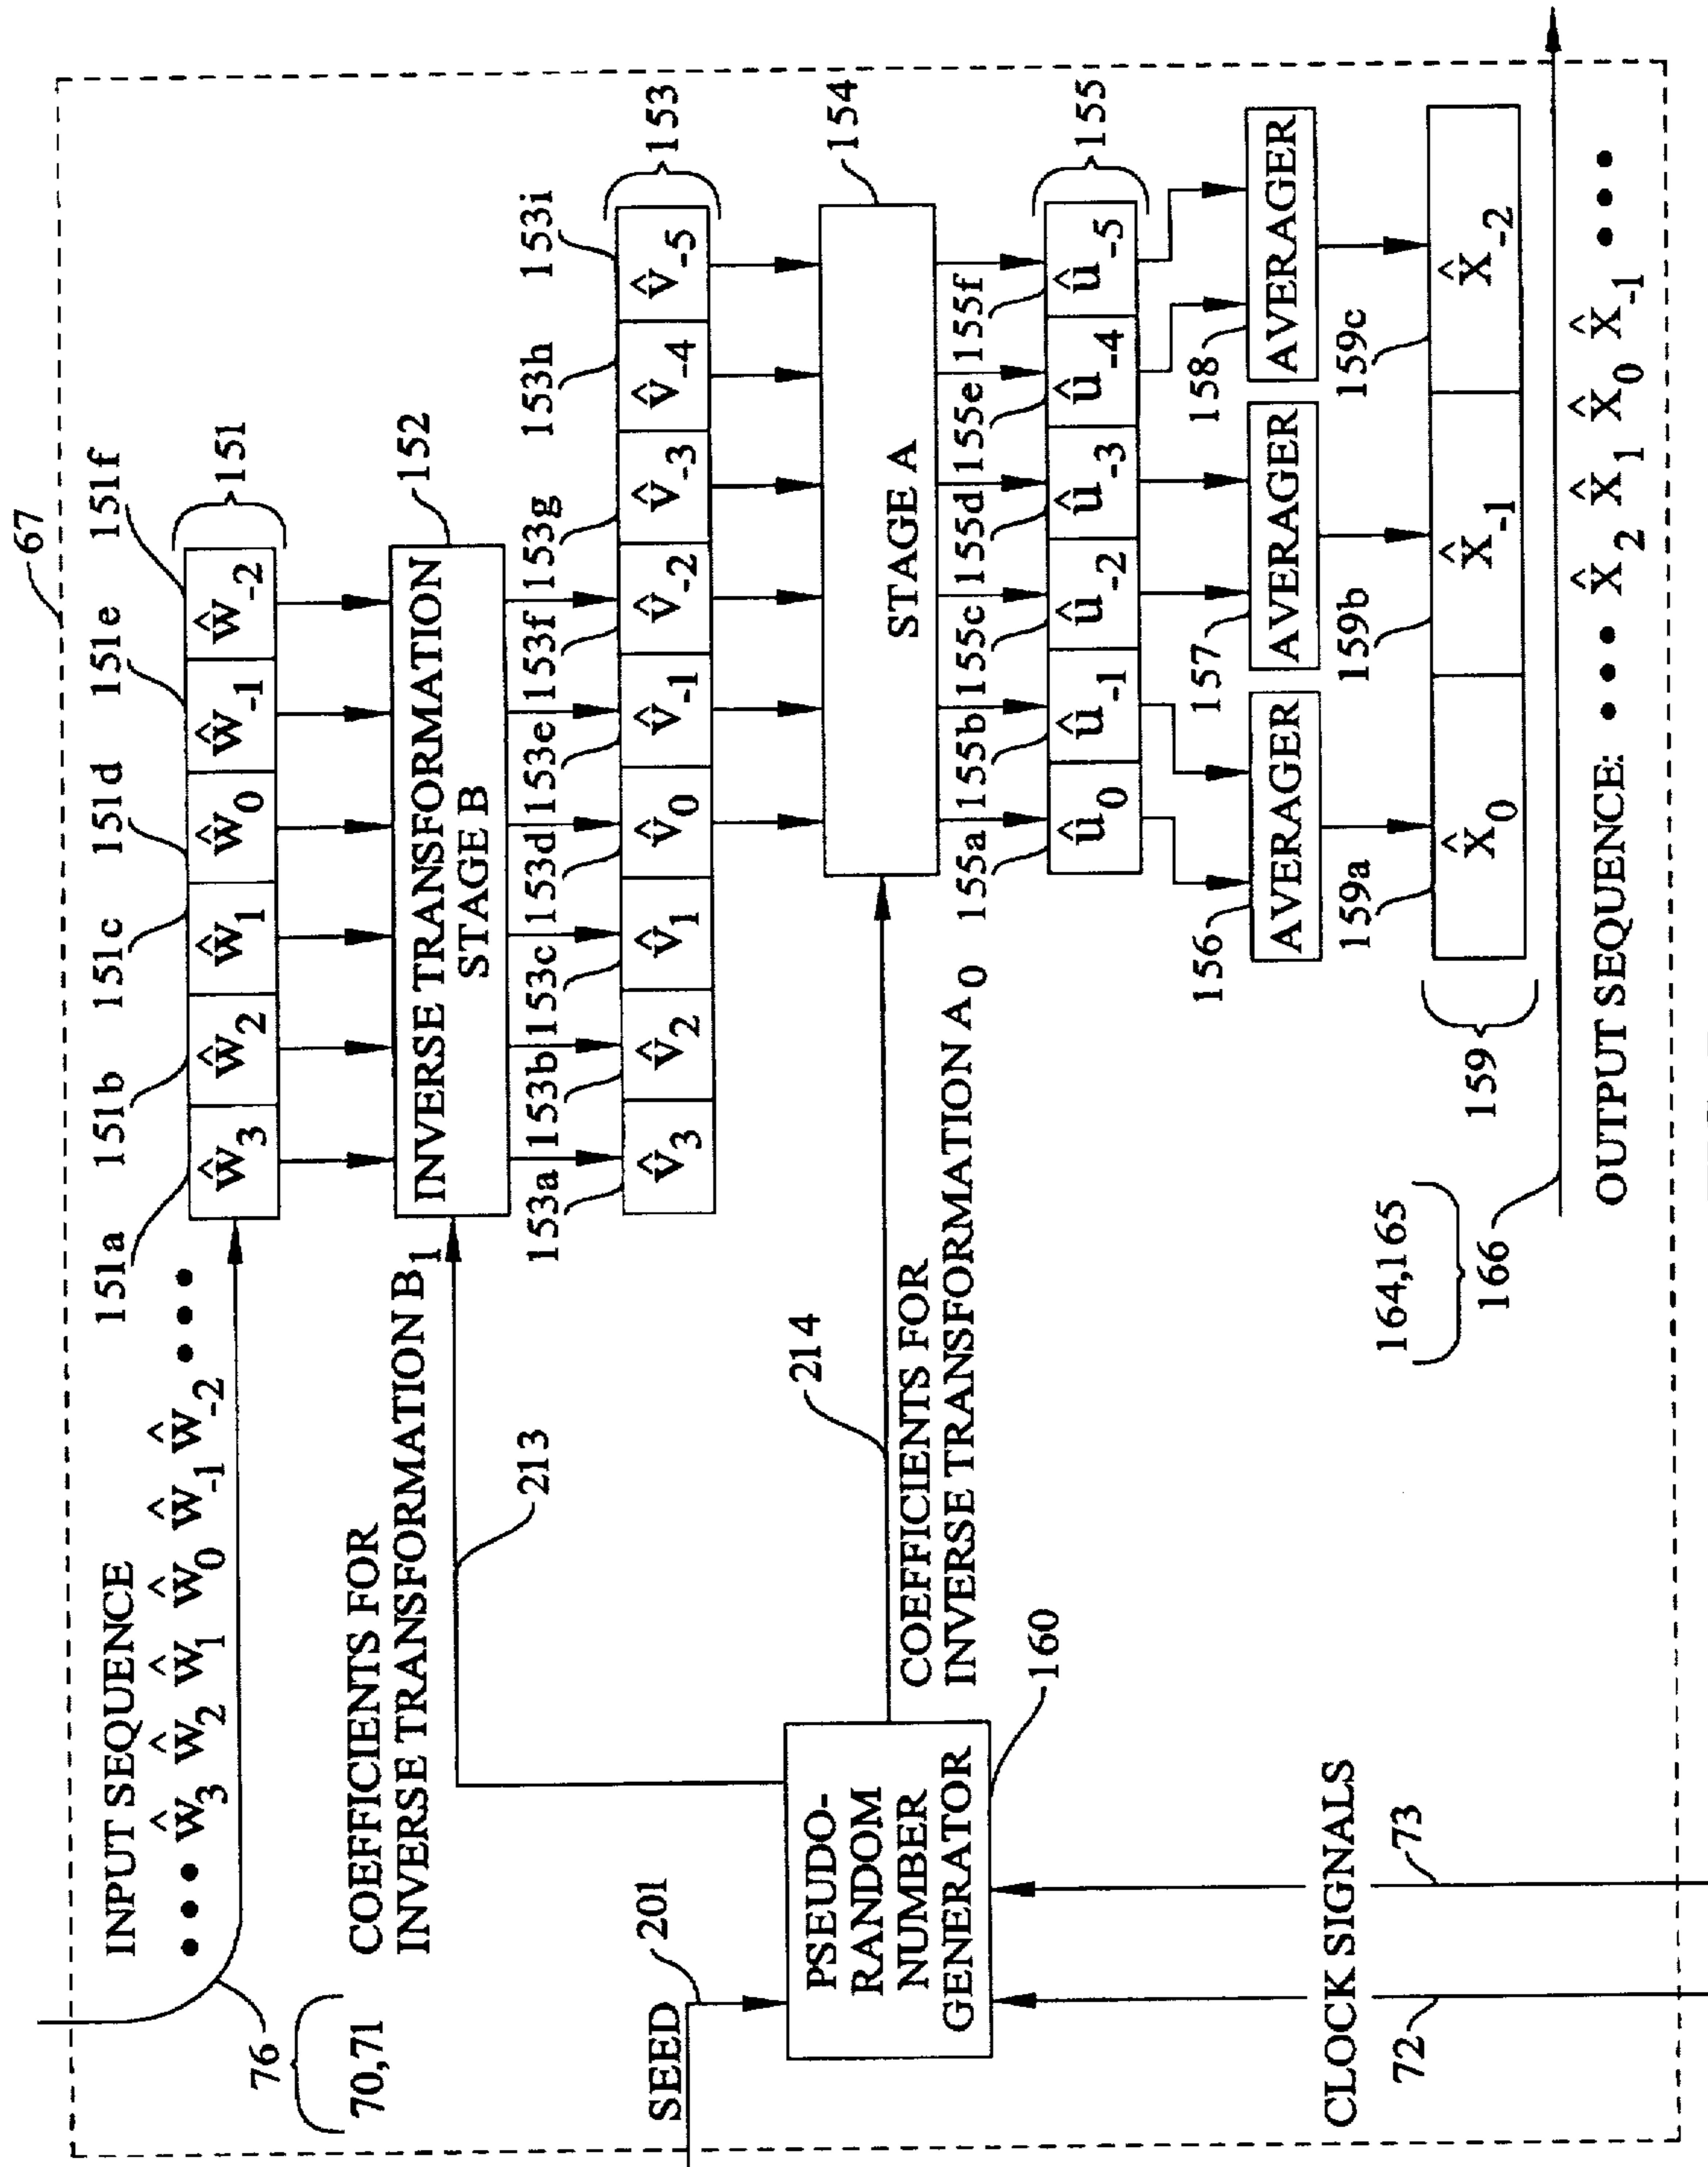 67
INPUT SEQUENCE
••• ŵ3 ŵ2 ŵ1 ŵ0 ŵ-1 ŵ-2 •••
76
70,71
151a 151b 151c 151d 151e 151f
ŵ3 ŵ2 ŵ1 ŵ0 ŵ-1 ŵ-2
151
COEFFICIENTS FOR
INVERSE TRANSFORMATION B1
213
INVERSE TRANSFORMATION
STAGE B
152
153a 153b 153c 153d 153e 153f 153g 153h 153i
v̂3 v̂2 v̂1 v̂0 v̂-1 v̂-2 v̂-3 v̂-4 v̂-5
153
SEED
201
PSEUDO-
RANDOM
NUMBER
GENERATOR
160
214
COEFFICIENTS FOR
INVERSE TRANSFORMATION A0
STAGE A
154
155a 155b 155c 155d 155e 155f
û0 û-1 û-2 û-3 û-4 û-5
155
156 157 158
AVERAGER AVERAGER AVERAGER
159a 159b 159c
X̂0 X̂-1 X̂-2
159
CLOCK SIGNALS
72 73
164,165
166
OUTPUT SEQUENCE: ••• X̂2 X̂1 X̂0 X̂-1 •••